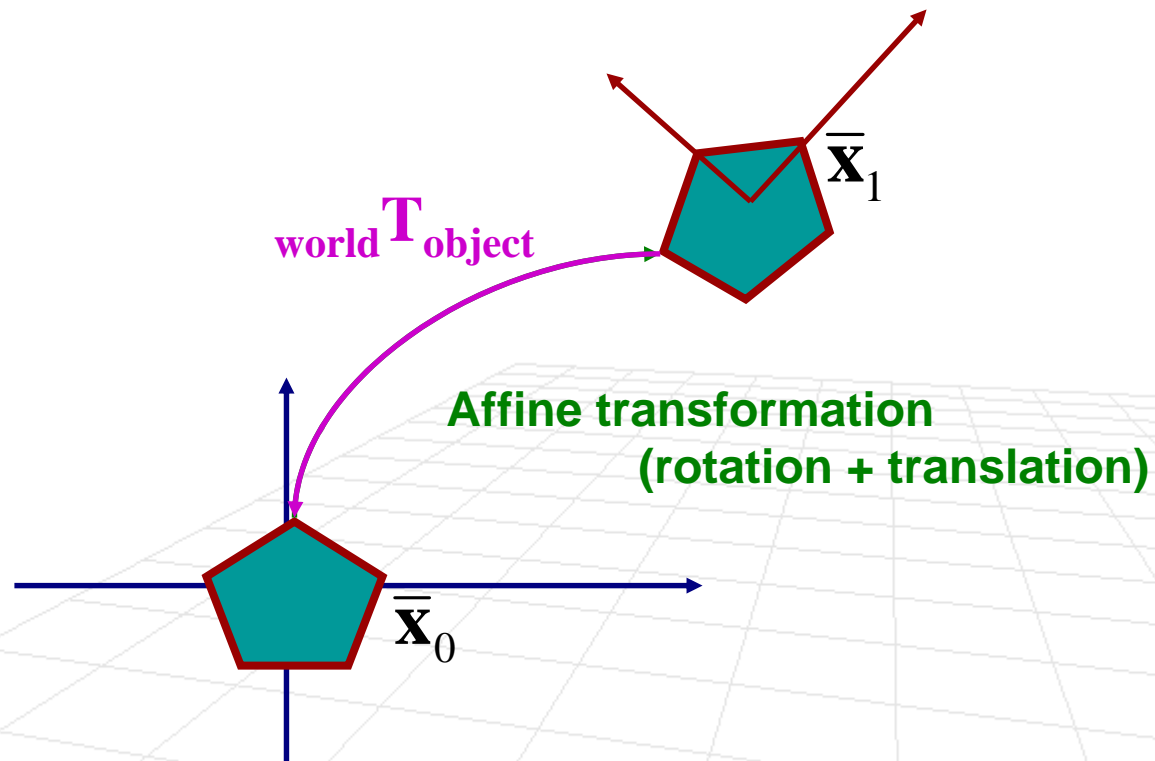 x̄₁
worldTobject
Affine transformation
(rotation + translation)
x̄₀